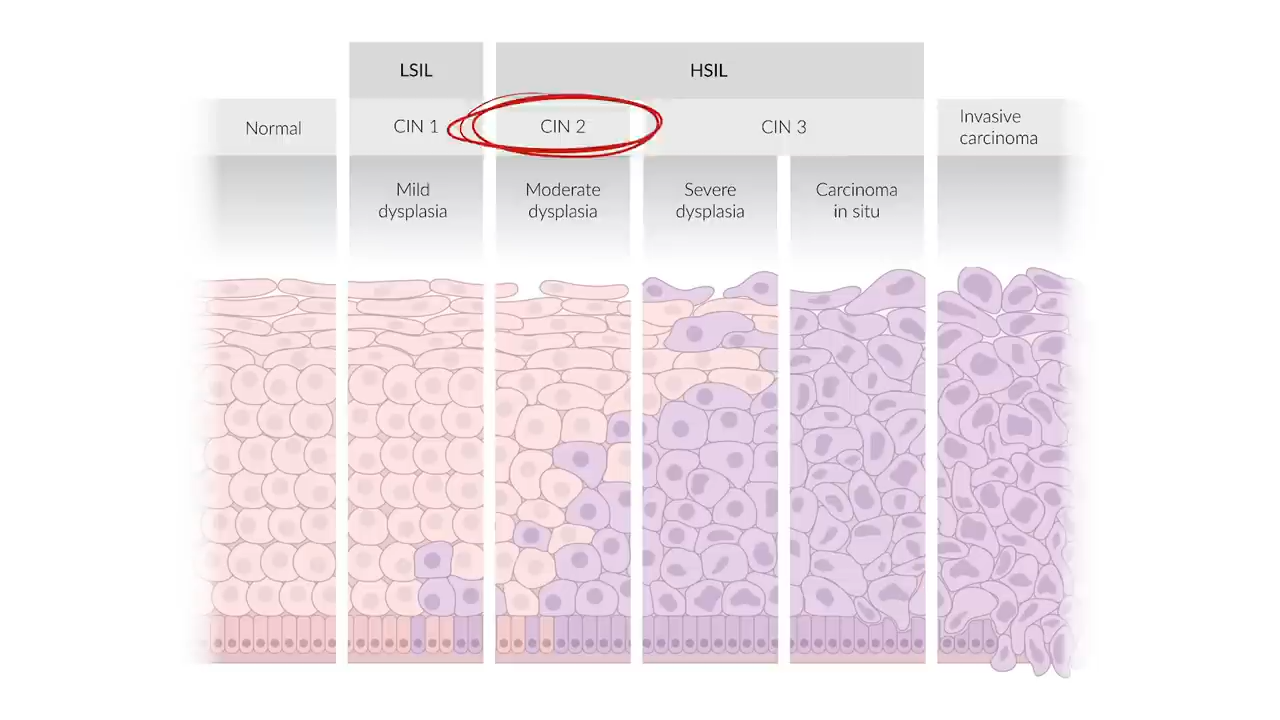 LSIL
HSIL
Normal
CIN 1
CIN 2
CIN 3
Invasive
carcinoma
Mild
dysplasia
Moderate
dysplasia
Severe
dysplasia
Carcinoma
in situ